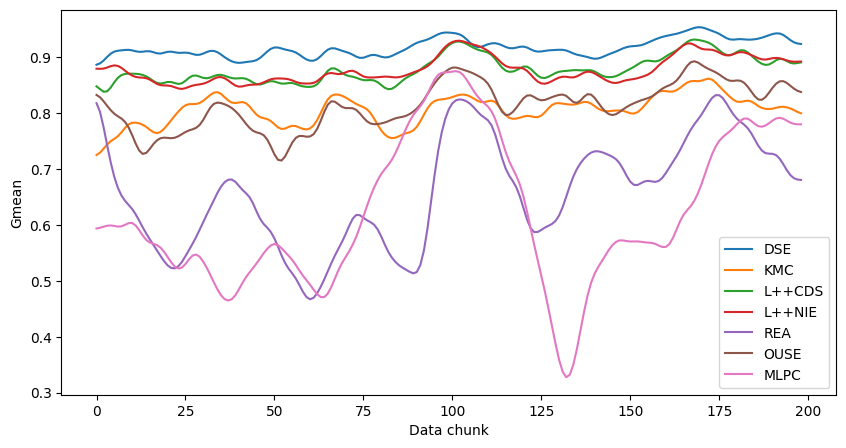 Gmean
0.9
0.8
0.7
0.6
0.5
0.4
0.3
0
25
50
75
100
125
150
175
200
Data chunk
DSE
KMC
L++CDS
L++NIE
REA
OUSE
MLPC